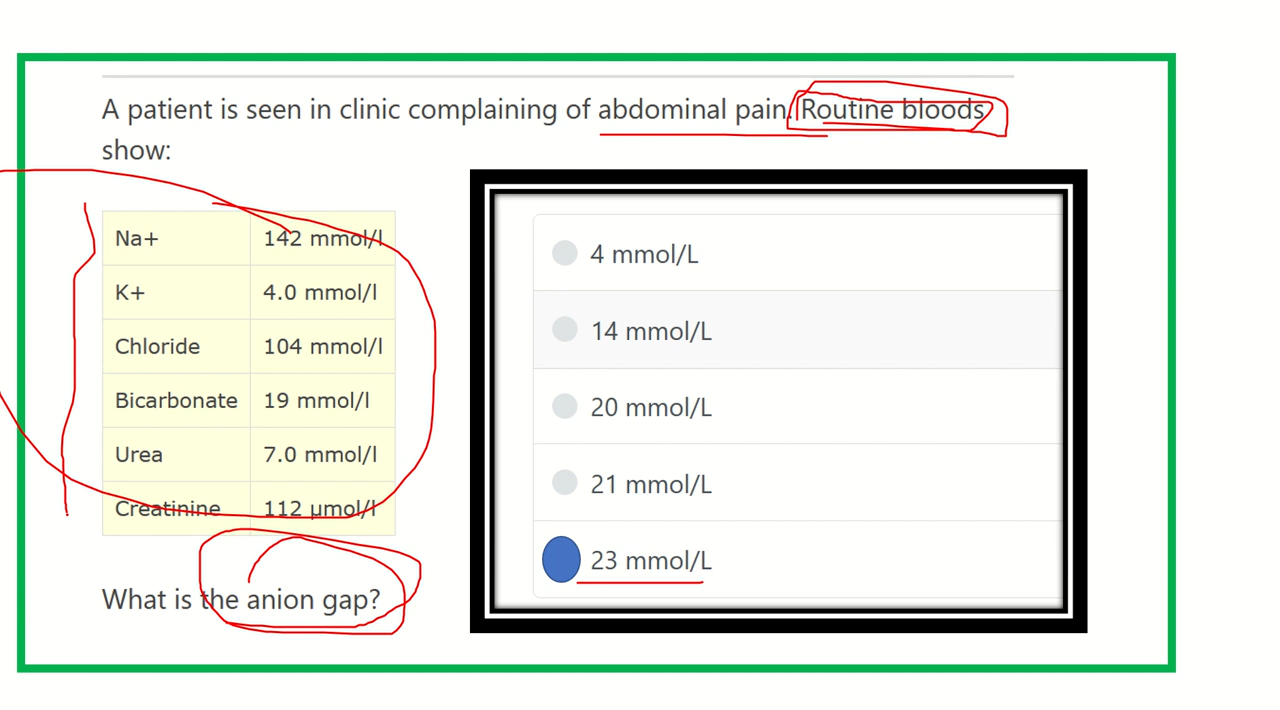 A patient is seen in clinic complaining of abdominal pain. Routine bloods
show:
Na+ 142 mmol/l
K+ 4.0 mmol/l
Chloride 104 mmol/l
Bicarbonate 19 mmol/l
Urea 7.0 mmol/l
Creatinine 112 µmol/l
What is the anion gap?
4 mmol/L
14 mmol/L
20 mmol/L
21 mmol/L
23 mmol/L